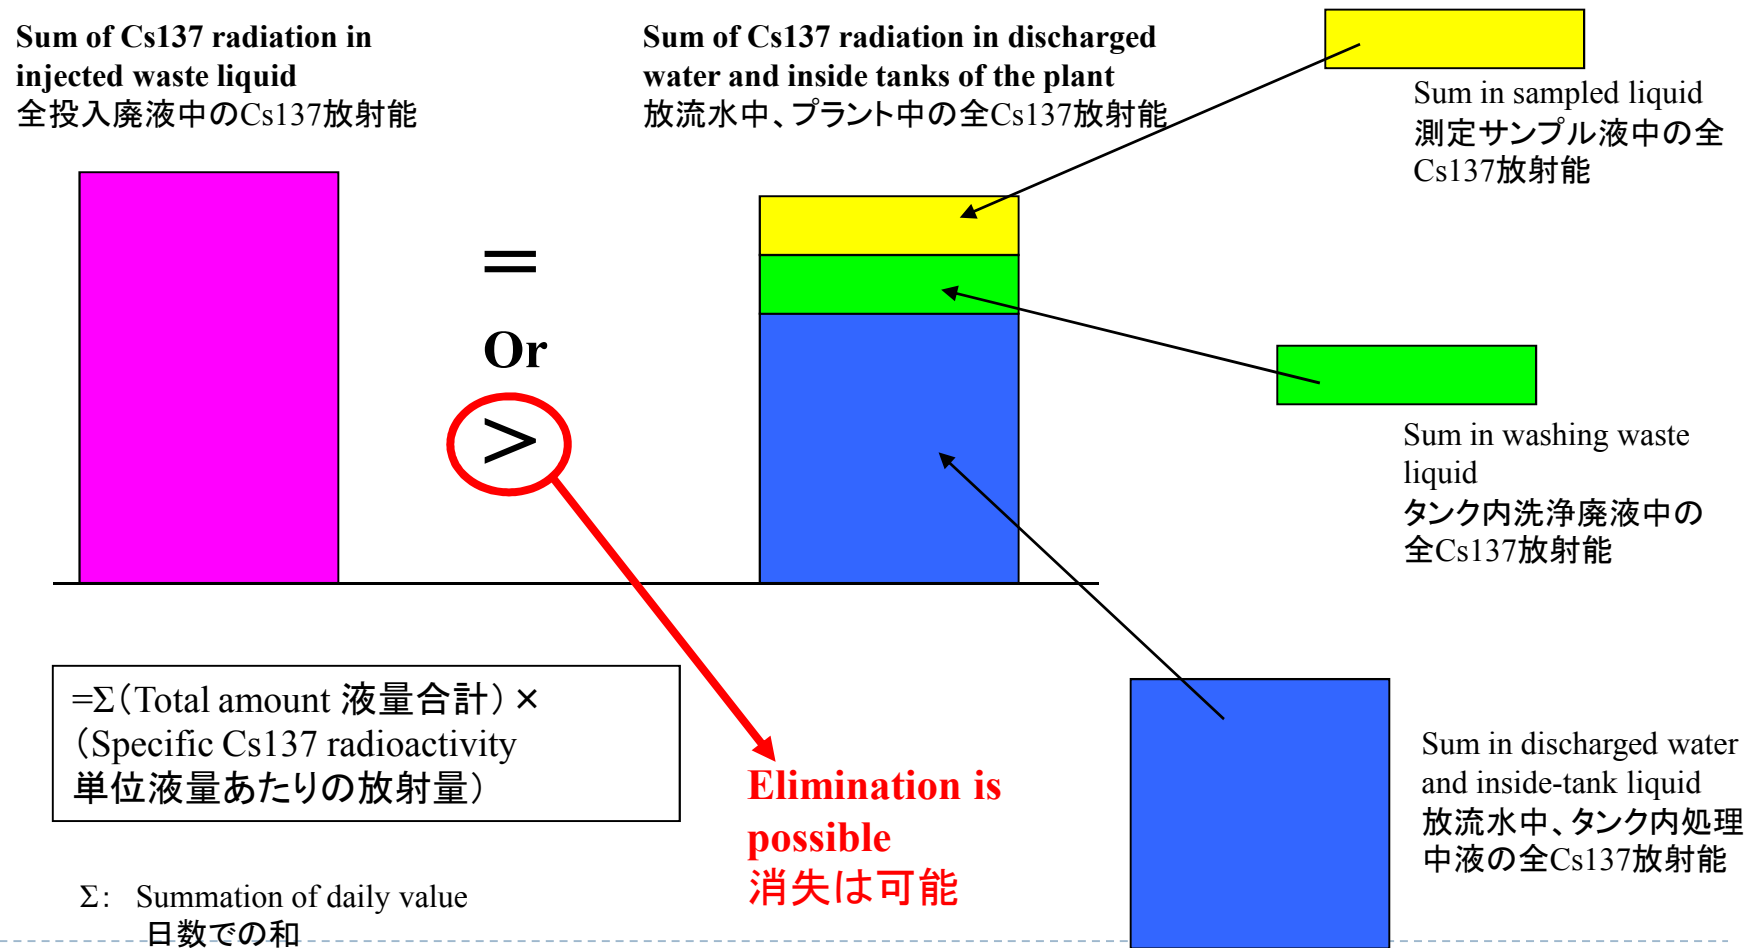 Sum of Cs137 radiation in
injected waste liquid
全投入廃液中のCs137放射能
Sum of Cs137 radiation in discharged
water and inside tanks of the plant
放流水中、プラント中の全Cs137放射能
Sum in sampled liquid
測定サンプル液中の全
Cs137放射能
=
Or
>
Sum in washing waste
liquid
タンク内洗浄廃液中の
全Cs137放射能
=Σ(Total amount 液量合計)×
(Specific Cs137 radioactivity
単位液量あたりの放射量)
Elimination is
possible
消失は可能
Sum in discharged water
and inside-tank liquid
放流水中、タンク内処理
中液の全Cs137放射能
Σ: Summation of daily value
日数での和